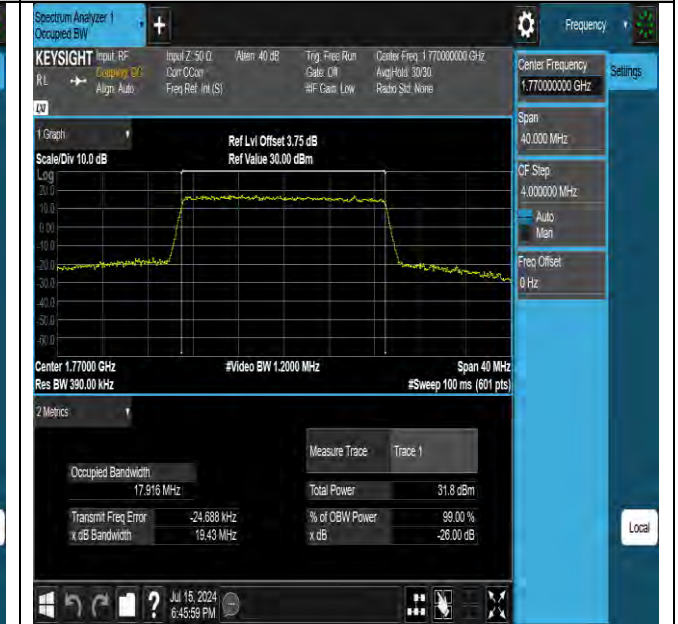 Spectrum Analyzer 1
Occupied BW
+
Frequency
KEYSIGHT
Input: RF
Input Z: 50 Ω
Atten: 40 dB
Trig: Free Run
Center Freq: 1.770000000 GHz
RL
Coupling: DC
Corr CCorr
Gate: Off
Avg|Hold: 30/30
Align: Auto
Freq Ref: Int (S)
#IF Gain: Low
Radio Std: None
Center Frequency
1.770000000 GHz
Settings
Span
40.000 MHz
CF Step
4.000000 MHz
Auto
Man
Freq Offset
0 Hz
1 Graph
Ref Lvl Offset 3.75 dB
Scale/Div 10.0 dB
Ref Value 30.00 dBm
Log
20.0
10.0
0.00
-10.0
-20.0
-30.0
-40.0
-50.0
-60.0
Center 1.77000 GHz
#Video BW 1.2000 MHz
Span 40 MHz
Res BW 390.00 kHz
#Sweep 100 ms (601 pts)
2 Metrics
Measure Trace
Trace 1
Occupied Bandwidth
17.916 MHz
Total Power
31.8 dBm
Transmit Freq Error
-24.688 kHz
% of OBW Power
99.00 %
x dB Bandwidth
19.43 MHz
x dB
-26.00 dB
Local
?
Jul 15, 2024
6:45:59 PM